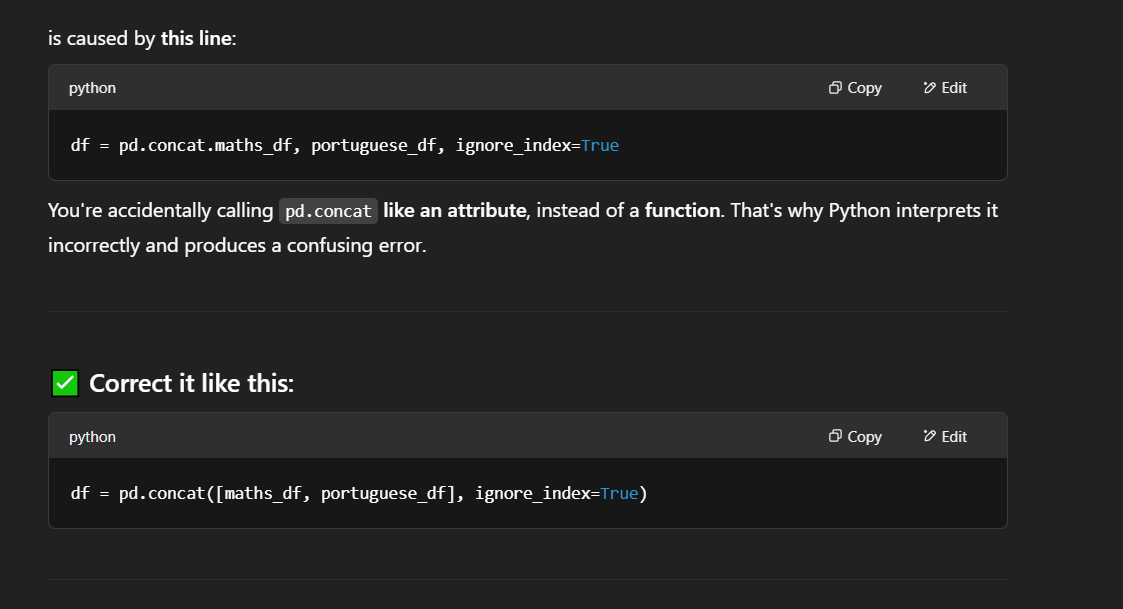 is caused by this line:
python
Copy
Edit
df = pd.concat.maths_df, portuguese_df, ignore_index=True
You're accidentally calling pd.concat like an attribute, instead of a function. That's why Python interprets it
incorrectly and produces a confusing error.
✅ Correct it like this:
python
Copy
Edit
df = pd.concat([maths_df, portuguese_df], ignore_index=True)